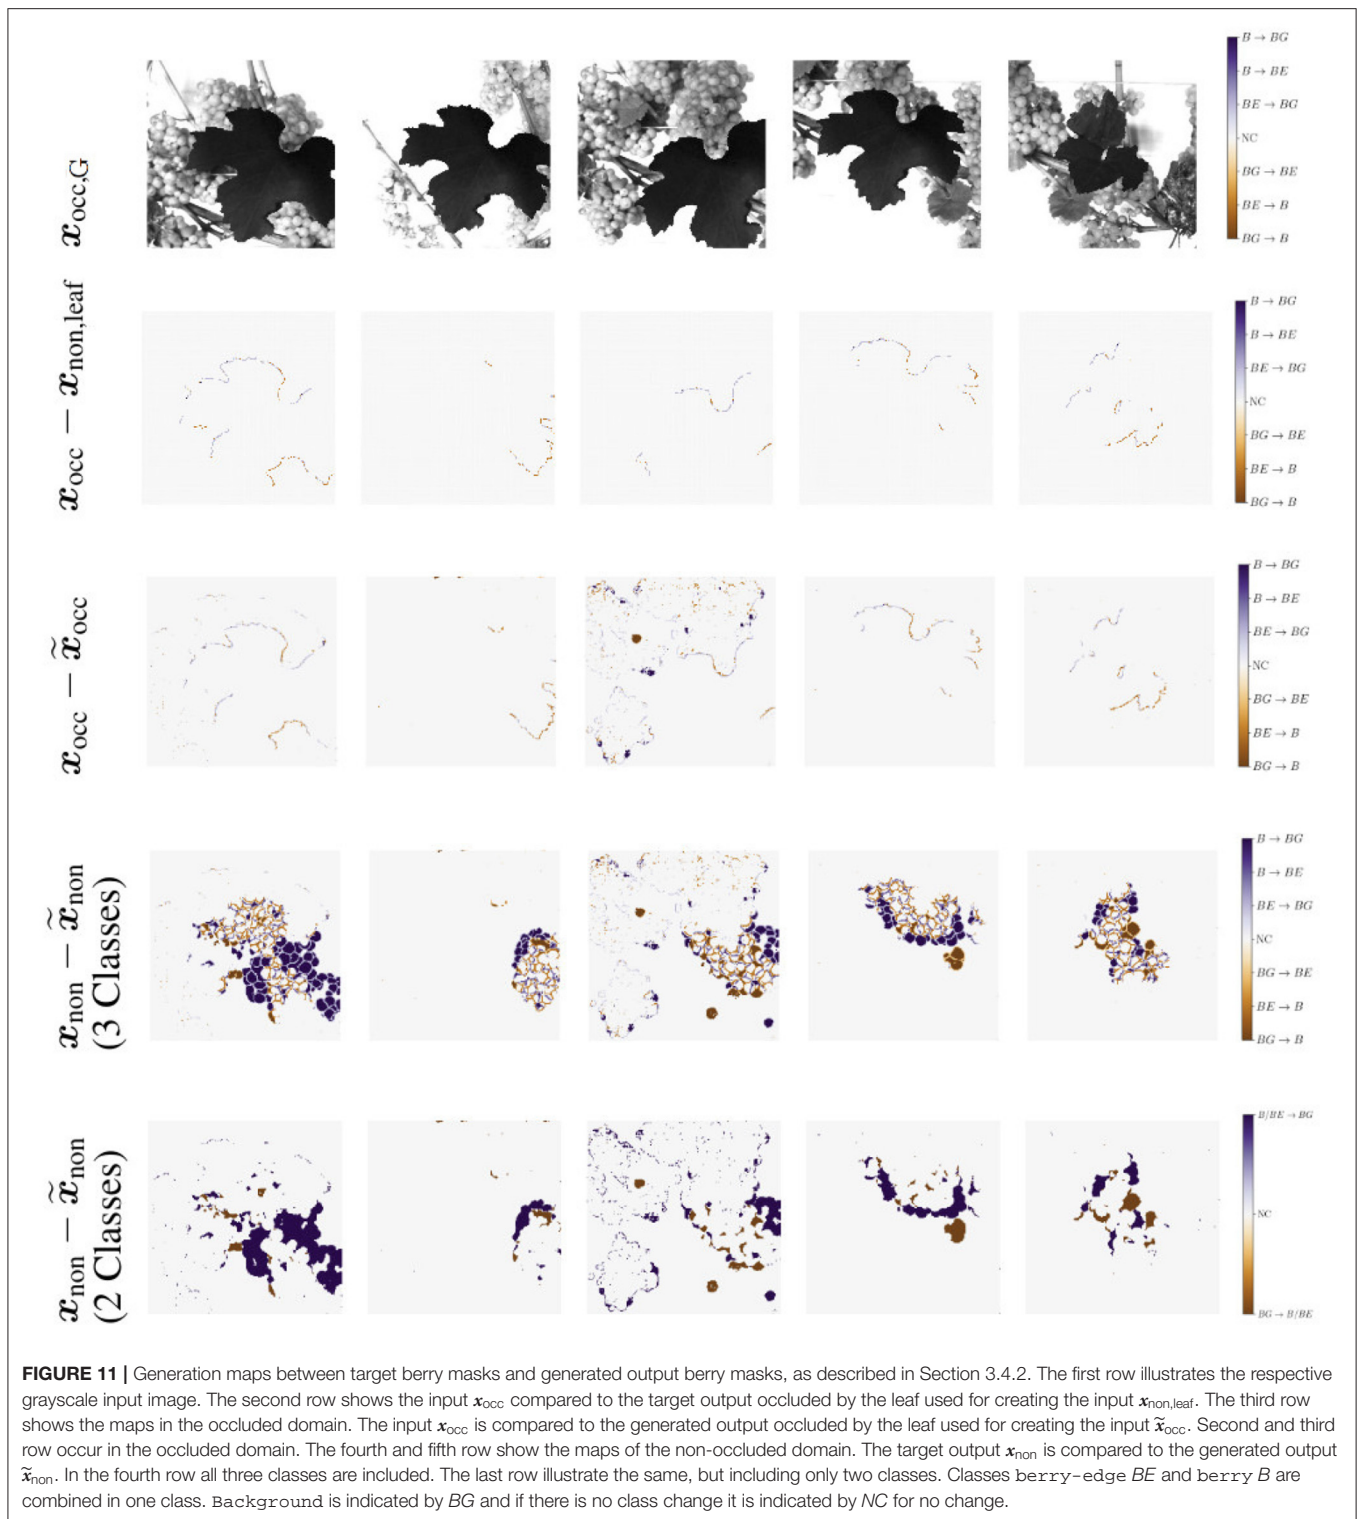 x_occ,G
B → BG
B → BE
BE → BG
NC
BG → BE
BE → B
BG → B
x_occ − x_non,leaf
B → BG
B → BE
BE → BG
NC
BG → BE
BE → B
BG → B
x_occ − x̃_occ
B → BG
B → BE
BE → BG
NC
BG → BE
BE → B
BG → B
x_non − x̃_non
(3 Classes)
B → BG
B → BE
BE → BG
NC
BG → BE
BE → B
BG → B
x_non − x̃_non
(2 Classes)
B/BE → BG
NC
BG → B/BE
FIGURE 11 | Generation maps between target berry masks and generated output berry masks, as described in Section 3.4.2. The first row illustrates the respective
grayscale input image. The second row shows the input x_occ compared to the target output occluded by the leaf used for creating the input x_non,leaf. The third row
shows the maps in the occluded domain. The input x_occ is compared to the generated output occluded by the leaf used for creating the input x̃_occ. Second and third
row occur in the occluded domain. The fourth and fifth row show the maps of the non-occluded domain. The target output x_non is compared to the generated output
x̃_non. In the fourth row all three classes are included. The last row illustrate the same, but including only two classes. Classes berry-edge BE and berry B are
combined in one class. Background is indicated by BG and if there is no class change it is indicated by NC for no change.